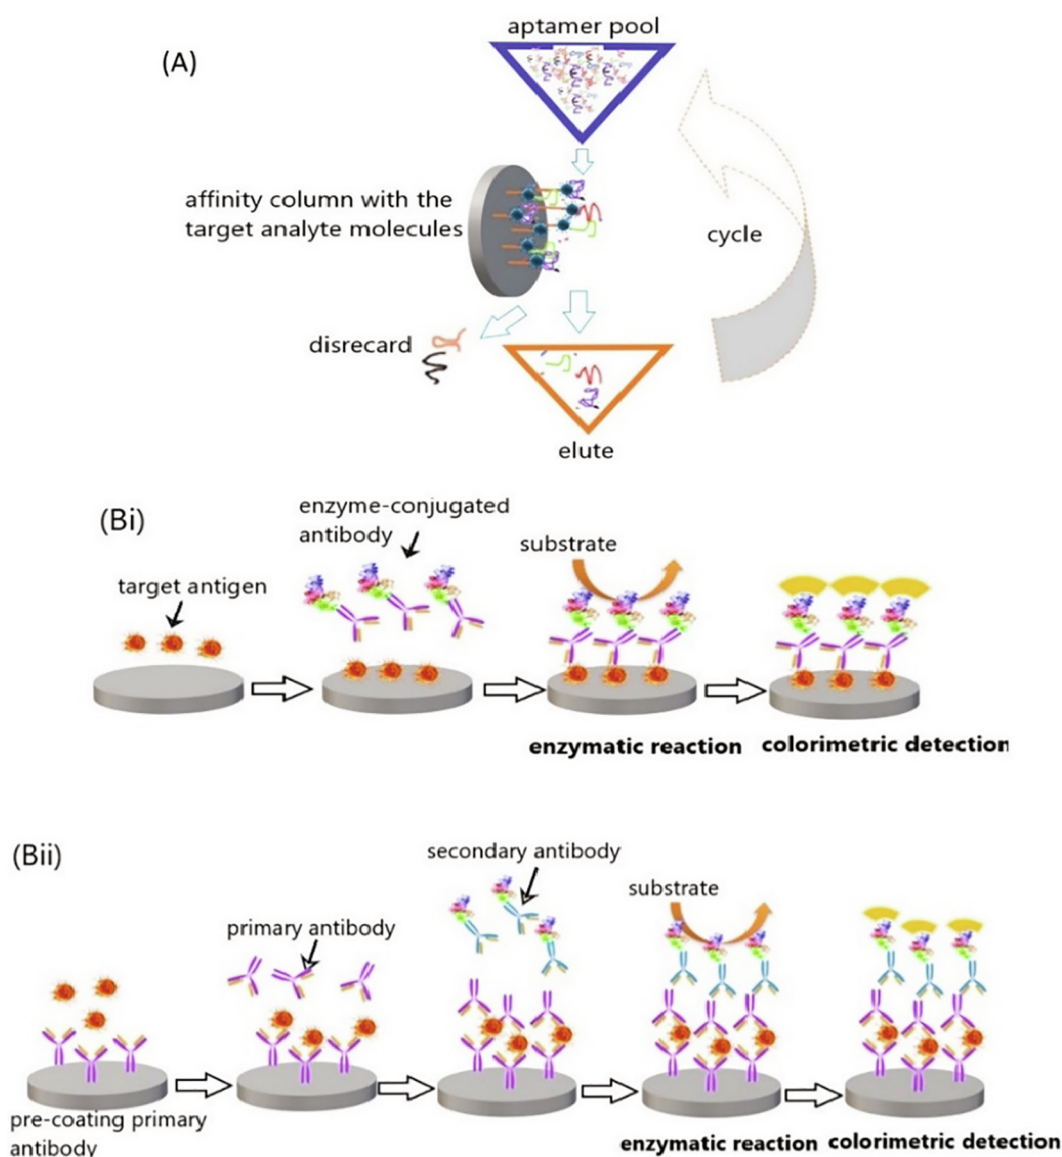 (A)
aptamer pool
affinity column with the
target analyte molecules
cycle
disrecard
elute
(Bi)
enzyme-conjugated
antibody
target antigen
substrate
enzymatic reaction
colorimetric detection
(Bii)
secondary antibody
substrate
primary antibody
pre-coating primary
antibody
enzymatic reaction
colorimetric detection